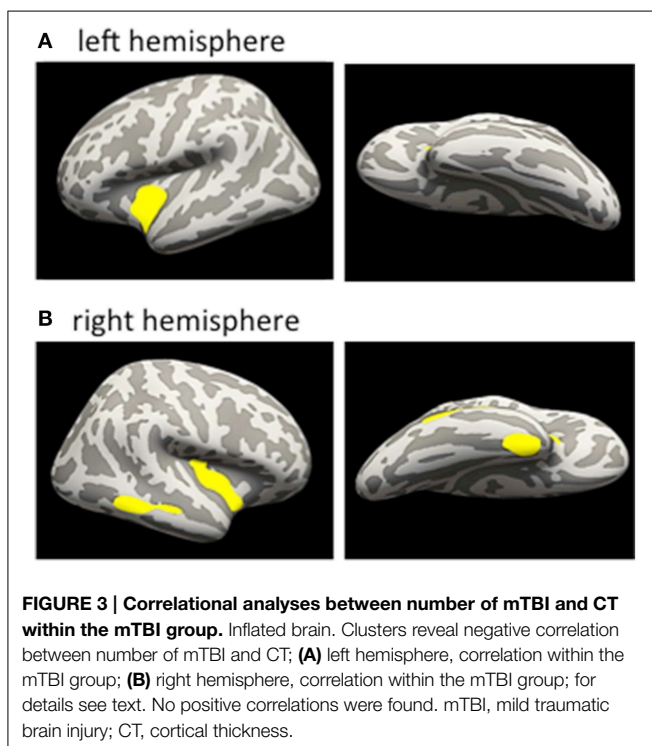 A left hemisphere
B right hemisphere
FIGURE 3 | Correlational analyses between number of mTBI and CT
within the mTBI group. Inflated brain. Clusters reveal negative correlation
between number of mTBI and CT; (A) left hemisphere, correlation within the
mTBI group; (B) right hemisphere, correlation within the mTBI group; for
details see text. No positive correlations were found. mTBI, mild traumatic
brain injury; CT, cortical thickness.